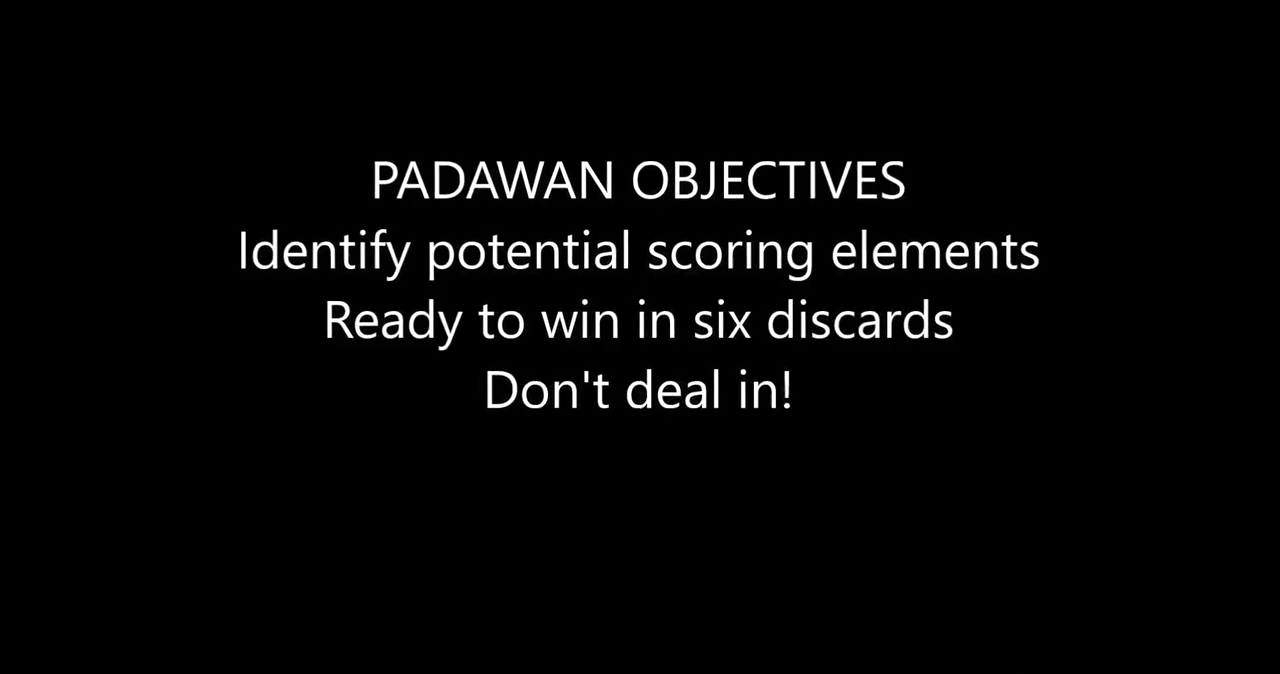 PADAWAN OBJECTIVES
Identify potential scoring elements
Ready to win in six discards
Don't deal in!